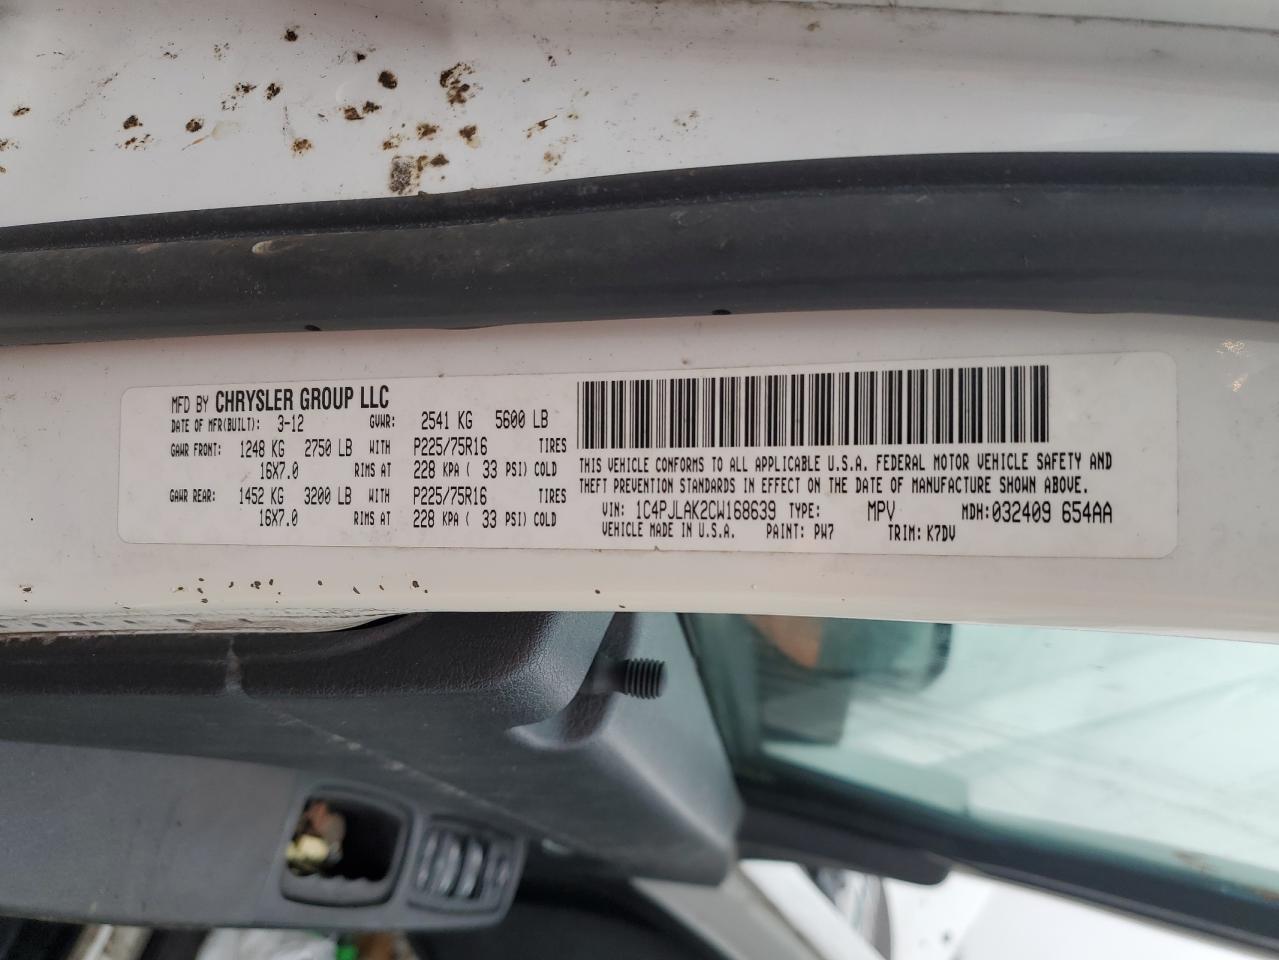 MFD BY CHRYSLER GROUP LLC
DATE OF MFR(BUILT): 3-12 GVWR: 2541 KG 5600 LB
GAWR FRONT: 1248 KG 2750 LB WITH P225/75R16 TIRES
16X7.0 RIMS AT 228 KPA ( 33 PSI) COLD
GAWR REAR: 1452 KG 3200 LB WITH P225/75R16 TIRES
16X7.0 RIMS AT 228 KPA ( 33 PSI) COLD
THIS VEHICLE CONFORMS TO ALL APPLICABLE U.S.A. FEDERAL MOTOR VEHICLE SAFETY AND
THEFT PREVENTION STANDARDS IN EFFECT ON THE DATE OF MANUFACTURE SHOWN ABOVE.
VIN: 1C4PJLAK2CW168639 TYPE: MPV MDH: 032409 654AA
VEHICLE MADE IN U.S.A. PAINT: PW7 TRIM: K7DV